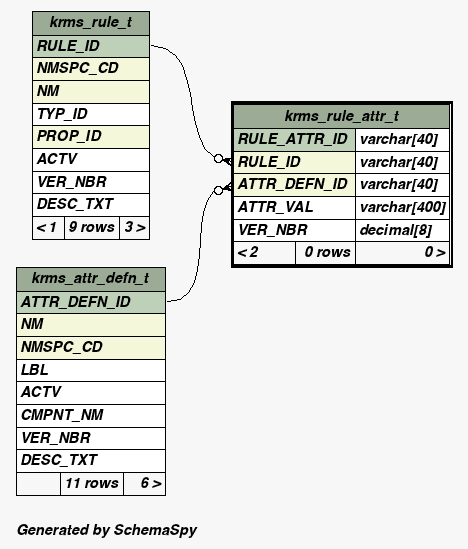 krms_rule_t
RULE_ID
NMSPC_CD
NM
TYP_ID
PROP_ID
ACTV
VER_NBR
DESC_TXT
< 1 9 rows 3 >
krms_rule_attr_t
RULE_ATTR_ID varchar[40]
RULE_ID varchar[40]
ATTR_DEFN_ID varchar[40]
ATTR_VAL varchar[400]
VER_NBR decimal[8]
< 2 0 rows 0 >
krms_attr_defn_t
ATTR_DEFN_ID
NM
NMSPC_CD
LBL
ACTV
CMPNT_NM
VER_NBR
DESC_TXT
11 rows 6 >
Generated by SchemaSpy